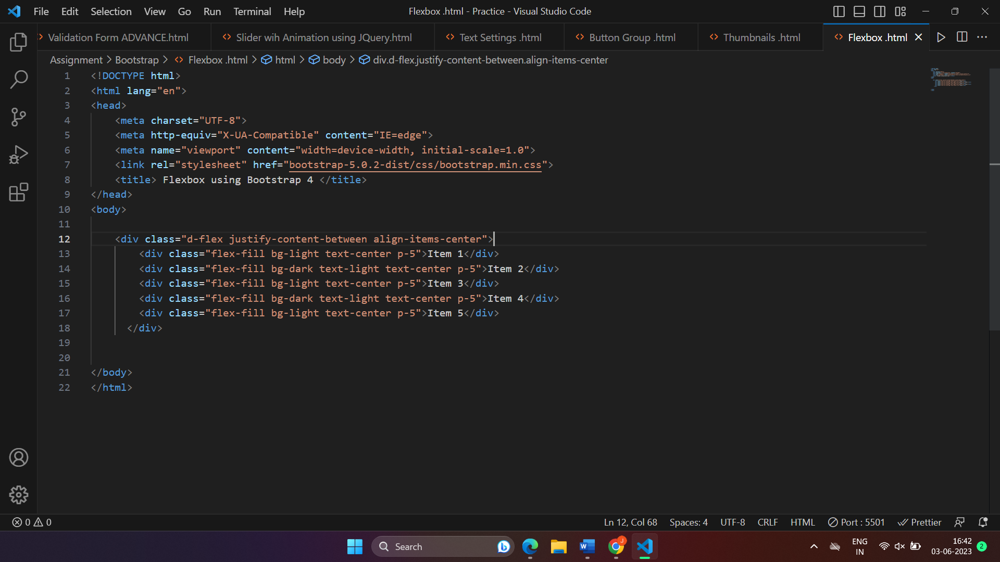 File Edit Selection View Go Run Terminal Help Flexbox .html - Practice - Visual Studio Code
Validation Form ADVANCE.html Slider wih Animation using JQuery.html Text Settings .html Button Group .html Thumbnails .html Flexbox .html
Assignment > Bootstrap > Flexbox .html > html > body > div.d-flex.justify-content-between.align-items-center
1 <!DOCTYPE html>
2 <html lang="en">
3 <head>
4 <meta charset="UTF-8">
5 <meta http-equiv="X-UA-Compatible" content="IE=edge">
6 <meta name="viewport" content="width=device-width, initial-scale=1.0">
7 <link rel="stylesheet" href="bootstrap-5.0.2-dist/css/bootstrap.min.css">
8 <title> Flexbox using Bootstrap 4 </title>
9 </head>
10 <body>
11
12 <div class="d-flex justify-content-between align-items-center">
13 <div class="flex-fill bg-light text-center p-5">Item 1</div>
14 <div class="flex-fill bg-dark text-light text-center p-5">Item 2</div>
15 <div class="flex-fill bg-light text-center p-5">Item 3</div>
16 <div class="flex-fill bg-dark text-light text-center p-5">Item 4</div>
17 <div class="flex-fill bg-light text-center p-5">Item 5</div>
18 </div>
19
20
21 </body>
22 </html>
0 0 Ln 12, Col 68 Spaces: 4 UTF-8 CRLF HTML Port : 5501 Prettier
Search J W ENG 16:42
IN 03-06-2023 2